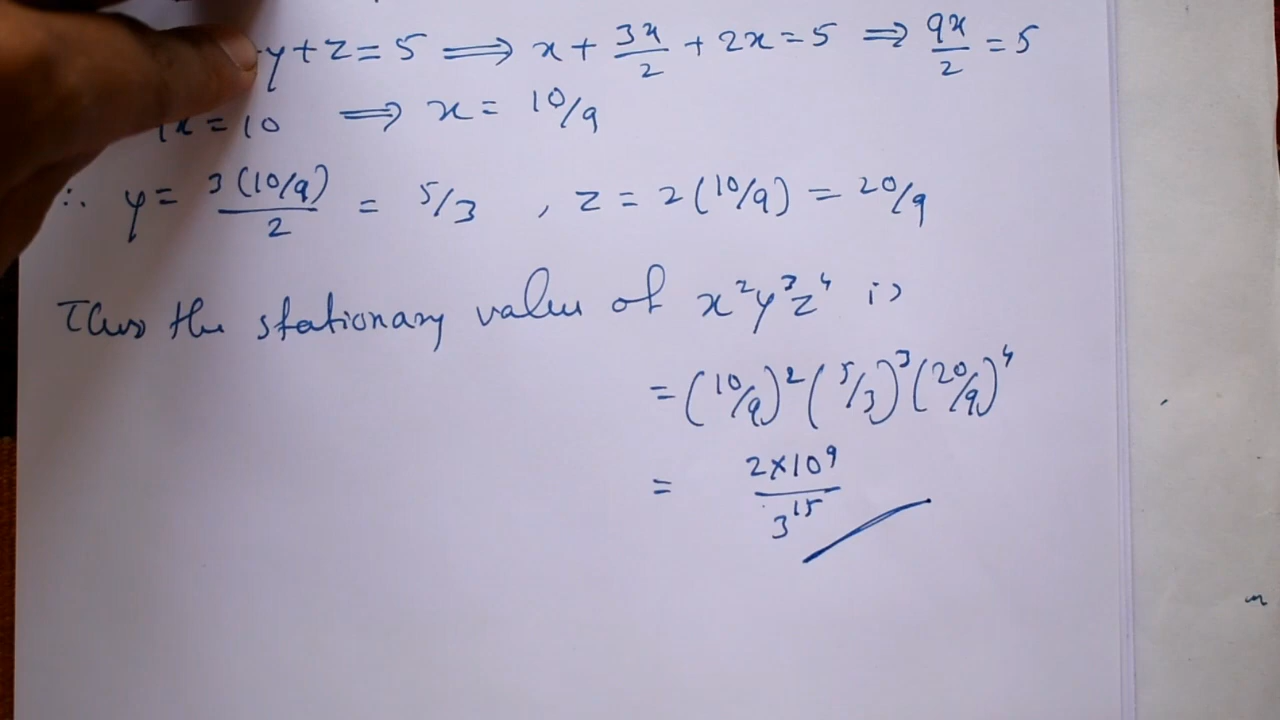 y + z = 5 ⟹ x + 3x/2 + 2x = 5 ⟹ 9x/2 = 5
x = 10 ⟹ x = 10/9
∴ y = 3(10/9)/2 = 5/3 , z = 2(10/9) = 20/9
Thus the stationary value of x²y³z⁴ is
= (10/9)² (5/3)³ (20/9)⁴
= 2×10⁹/3¹⁵